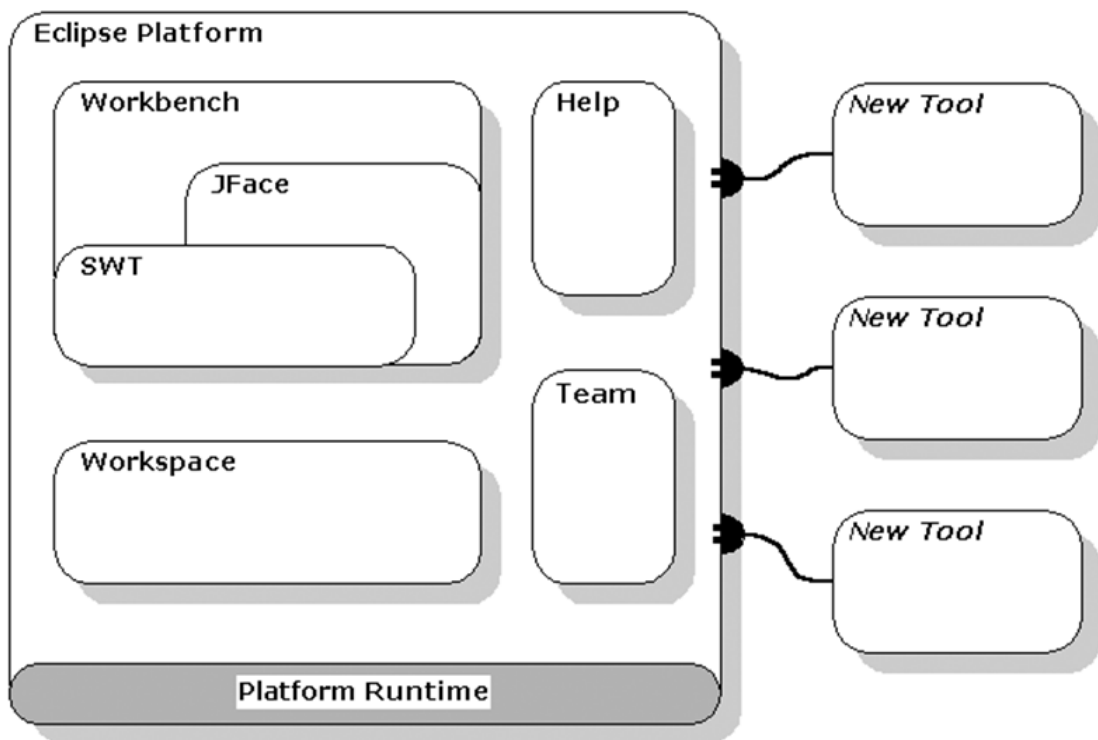 Eclipse Platform
Workbench
Help
New Tool
JFace
SWT
New Tool
Team
Workspace
New Tool
Platform Runtime